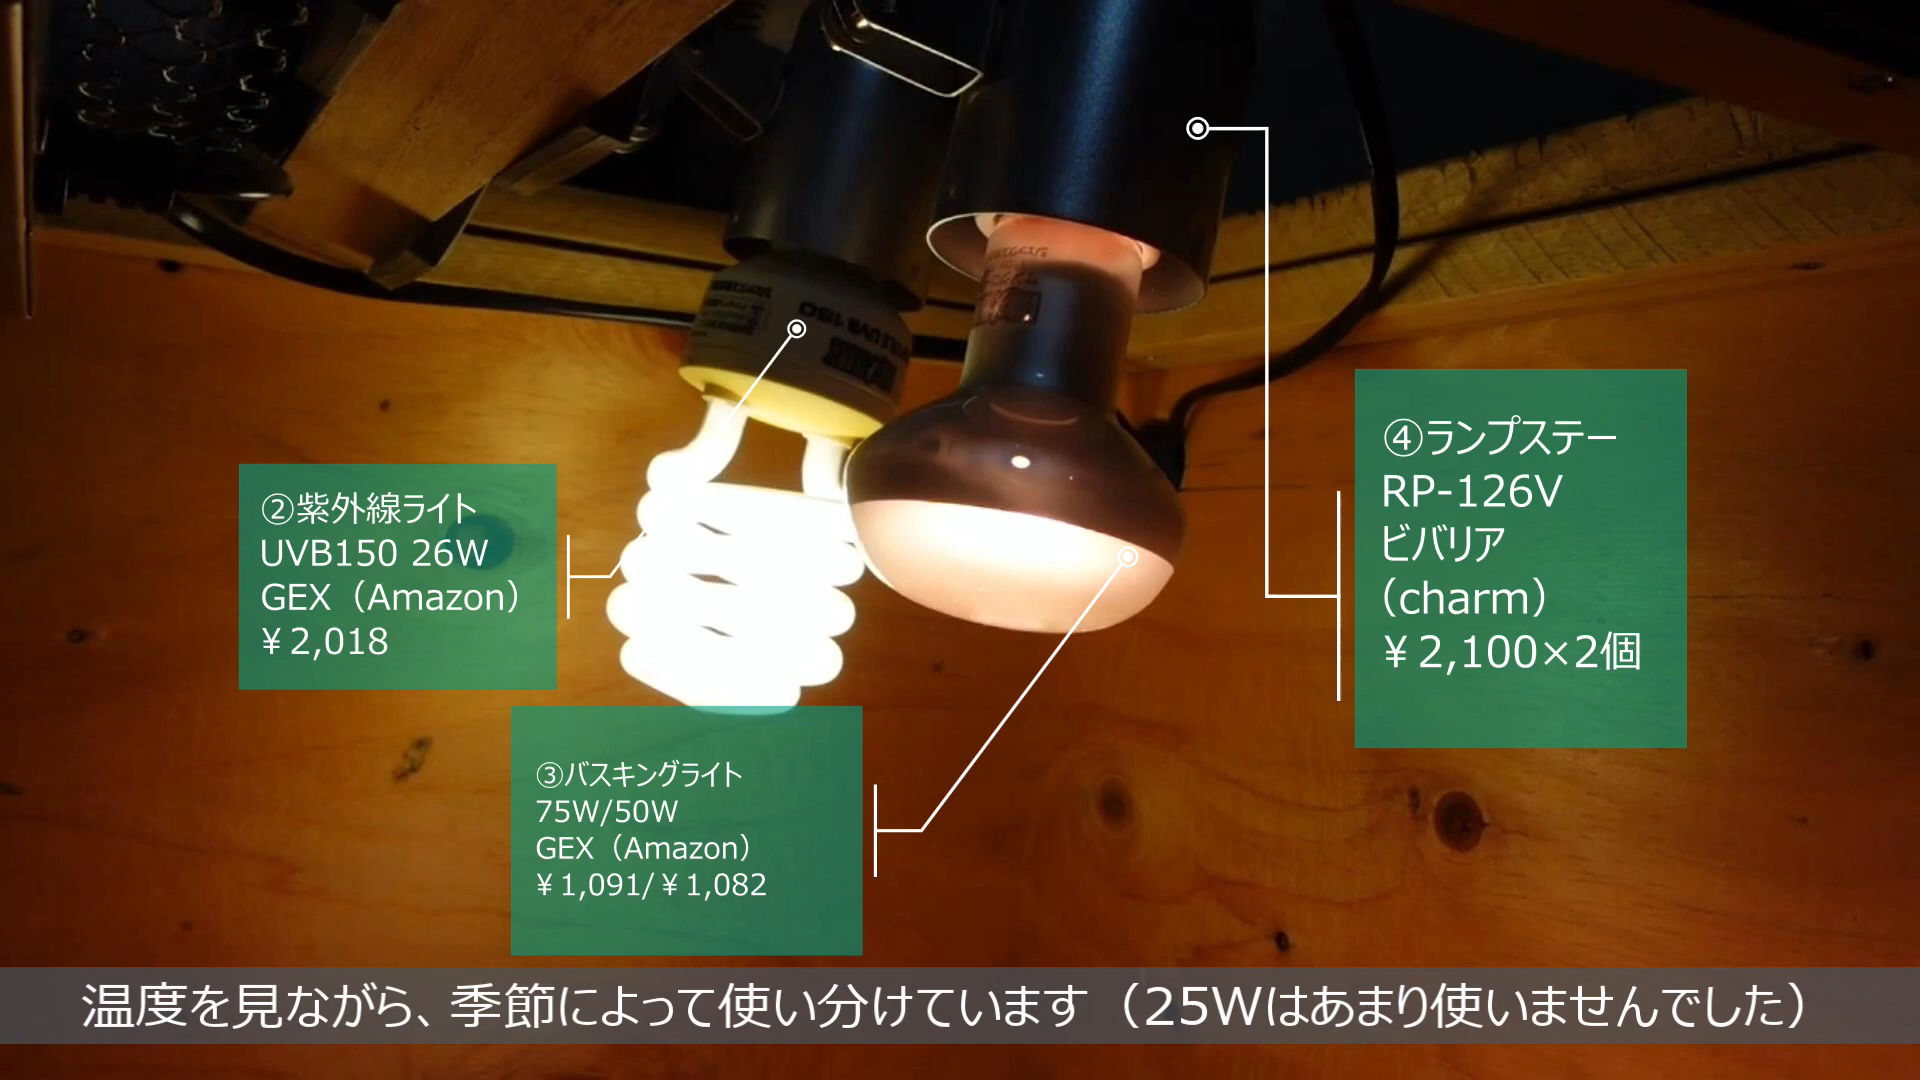 ②紫外線ライト
UVB150 26W
GEX（Amazon）
￥2,018
③バスキングライト
75W/50W
GEX（Amazon）
￥1,091/￥1,082
④ランプステー
RP-126V
ビバリア
（charm）
￥2,100×2個
UVB 150
温度を見ながら、季節によって使い分けています（25Wはあまり使いませんでした）